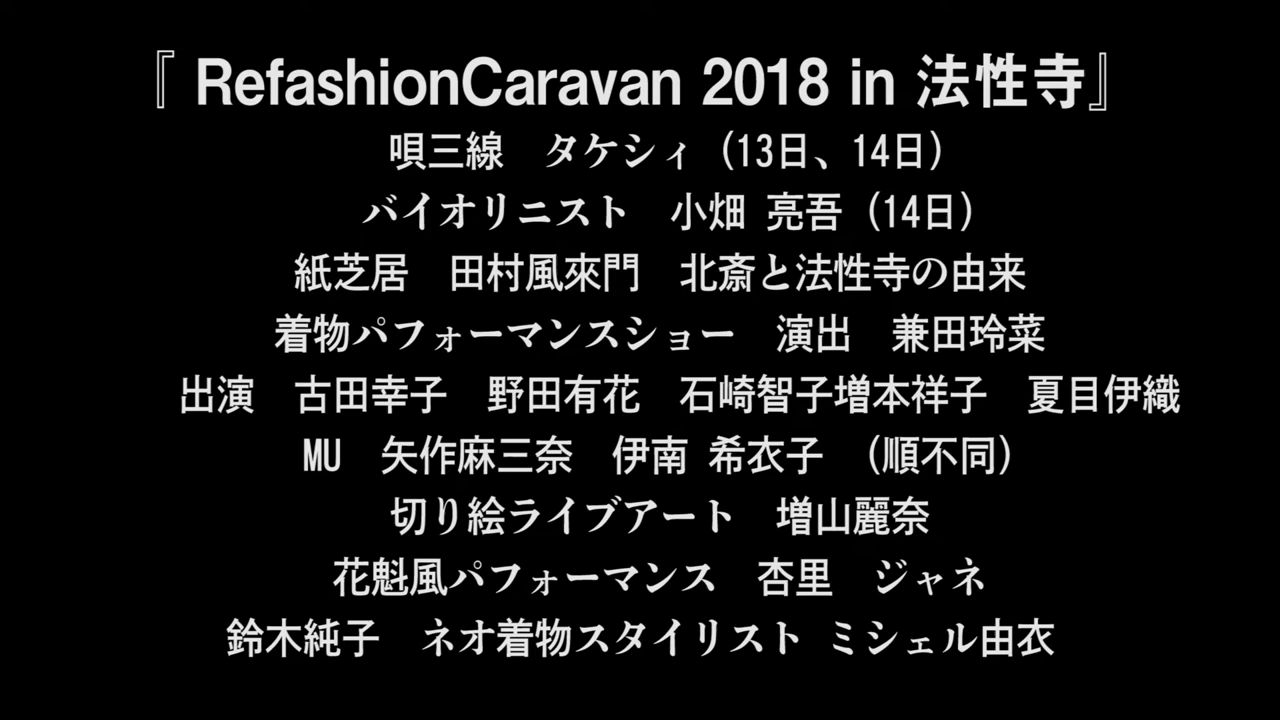 『 RefashionCaravan 2018 in 法性寺』
唄三線　タケシィ（13日、14日）
バイオリニスト　小畑 亮吾（14日）
紙芝居　田村風來門　北斎と法性寺の由来
着物パフォーマンスショー　演出　兼田玲菜
出演　古田幸子　野田有花　石崎智子増本祥子　夏目伊織
MU　矢作麻三奈　伊南 希衣子　（順不同）
切り絵ライブアート　増山麗奈
花魁風パフォーマンス　杏里　ジャネ
鈴木純子　ネオ着物スタイリスト ミシェル由衣